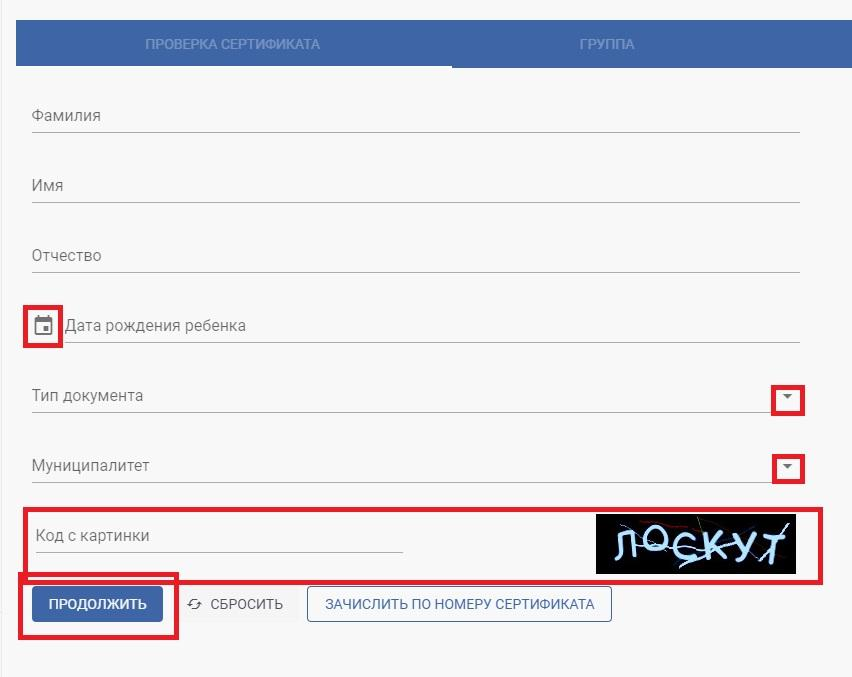 ПРОВЕРКА СЕРТИФИКАТА ГРУППА
Фамилия
Имя
Отчество
Дата рождения ребенка
Тип документа
Муниципалитет
Код с картинки ЛОСКУТ
ПРОДОЛЖИТЬ СБРОСИТЬ ЗАЧИСЛИТЬ ПО НОМЕРУ СЕРТИФИКАТА